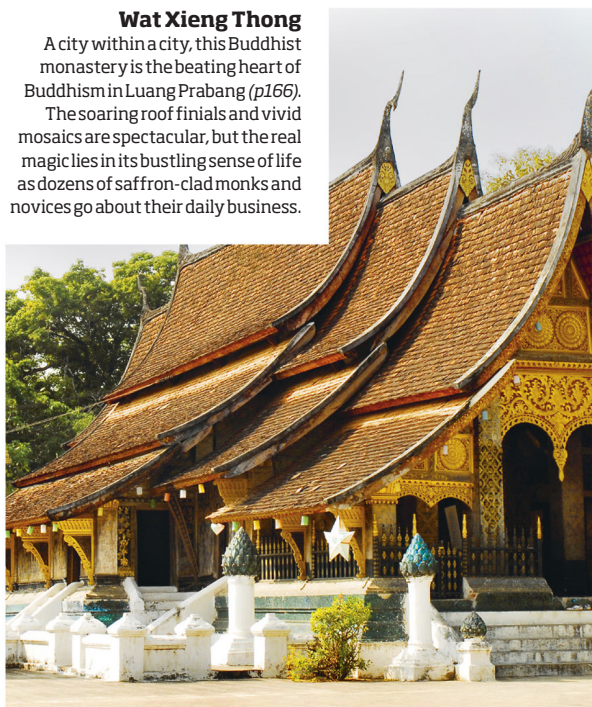 Wat Xieng Thong
A city within a city, this Buddhist
monastery is the beating heart of
Buddhism in Luang Prabang (p166).
The soaring roof finials and vivid
mosaics are spectacular, but the real
magic lies in its bustling sense of life
as dozens of saffron-clad monks and
novices go about their daily business.